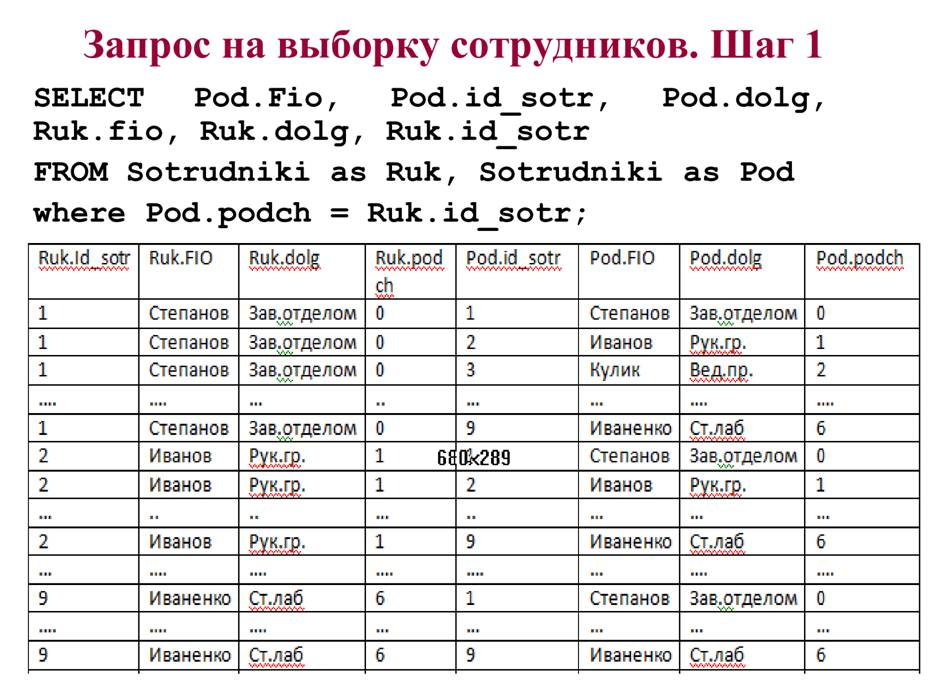 Запрос на выборку сотрудников. Шаг 1
SELECT Pod.Fio, Pod.id_sotr, Pod.dolg,
Ruk.fio, Ruk.dolg, Ruk.id_sotr
FROM Sotrudniki as Ruk, Sotrudniki as Pod
where Pod.podch = Ruk.id_sotr;
Ruk.Id_sotr Ruk.FIO Ruk.dolg Ruk.pod Pod.id_sotr Pod.FIO Pod.dolg Pod.podch
ch
1 Степанов Зав.отделом 0 1 Степанов Зав.отделом 0
1 Степанов Зав.отделом 0 2 Иванов Рук.гр. 1
1 Степанов Зав.отделом 0 3 Кулик Вед.пр. 2
.... .... ... .. ... ... .... ....
1 Степанов Зав.отделом 0 9 Иваненко Ст.лаб 6
2 Иванов Рук.гр. 1 680x289 Степанов Зав.отделом 0
2 Иванов Рук.гр. 1 2 Иванов Рук.гр. 1
... .. .. ... .. ... ... ...
2 Иванов Рук.гр. 1 9 Иваненко Ст.лаб 6
... .... .... .... .... ... .... ....
9 Иваненко Ст.лаб 6 1 Степанов Зав.отделом 0
.... .... .... ... ... ... ... ...
9 Иваненко Ст.лаб 6 9 Иваненко Ст.лаб 6